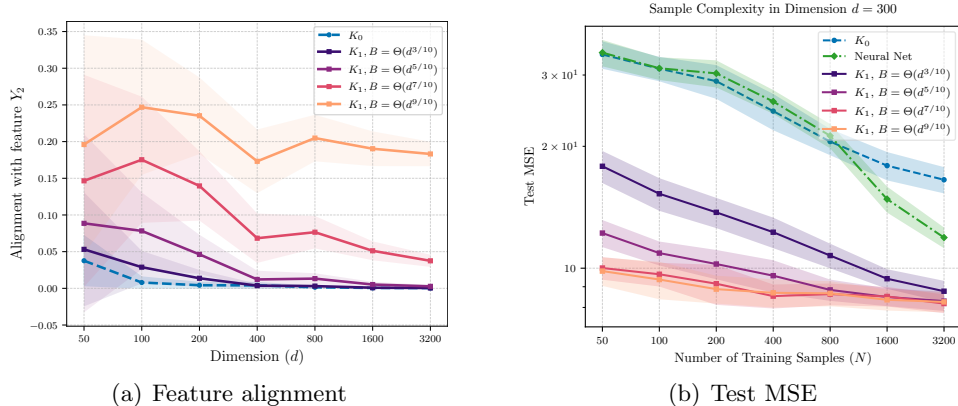 0.35
0.30
0.25
0.20
0.15
0.10
0.05
0.00
−0.05
Alignment with feature Y₂
K₀
K₁, B = Θ(d^{3/10})
K₁, B = Θ(d^{5/10})
K₁, B = Θ(d^{7/10})
K₁, B = Θ(d^{9/10})
50 100 200 400 800 1600 3200
Dimension (d)
(a) Feature alignment
Sample Complexity in Dimension d = 300
3 × 10¹
2 × 10¹
10
Test MSE
K₀
Neural Net
K₁, B = Θ(d^{3/10})
K₁, B = Θ(d^{5/10})
K₁, B = Θ(d^{7/10})
K₁, B = Θ(d^{9/10})
50 100 200 400 800 1600 3200
Number of Training Samples (N)
(b) Test MSE